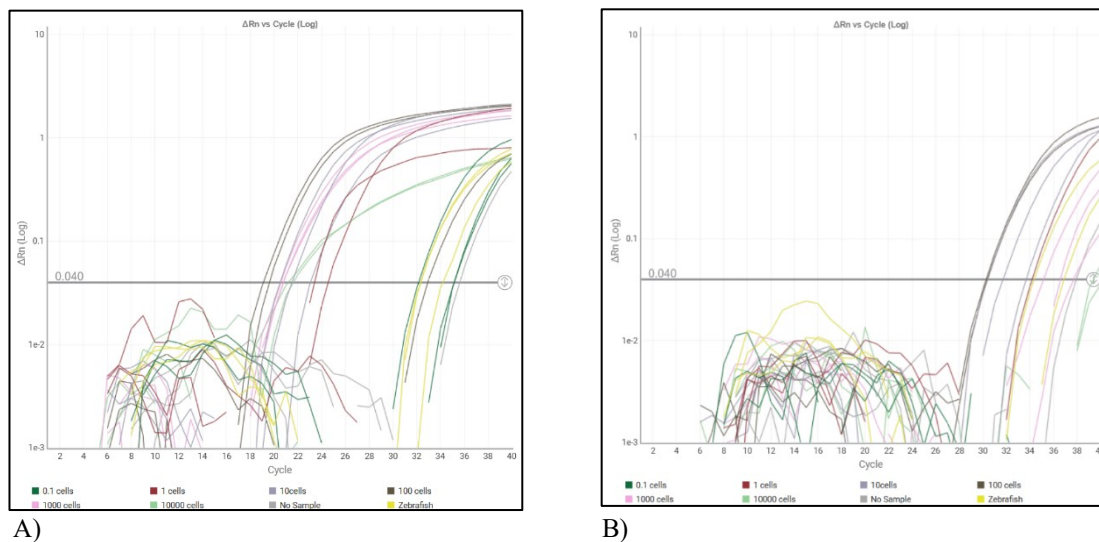 ΔRn vs Cycle (Log)
10
1
0.1
1e-2
1e-3
ΔRn (Log)
0.040
2 4 6 8 10 12 14 16 18 20 22 24 26 28 30 32 34 36 38 40
Cycle
0.1 cells 1 cells 10cells 100 cells
1000 cells 10000 cells No Sample Zebrafish
A)
ΔRn vs Cycle (Log)
10
1
0.1
1e-2
1e-3
ΔRn (Log)
0.040
2 4 6 8 10 12 14 16 18 20 22 24 26 28 30 32 34 36 38
Cycle
0.1 cells 1 cells 10cells 100 cells
1000 cells 10000 cells No Sample Zebrafish
B)